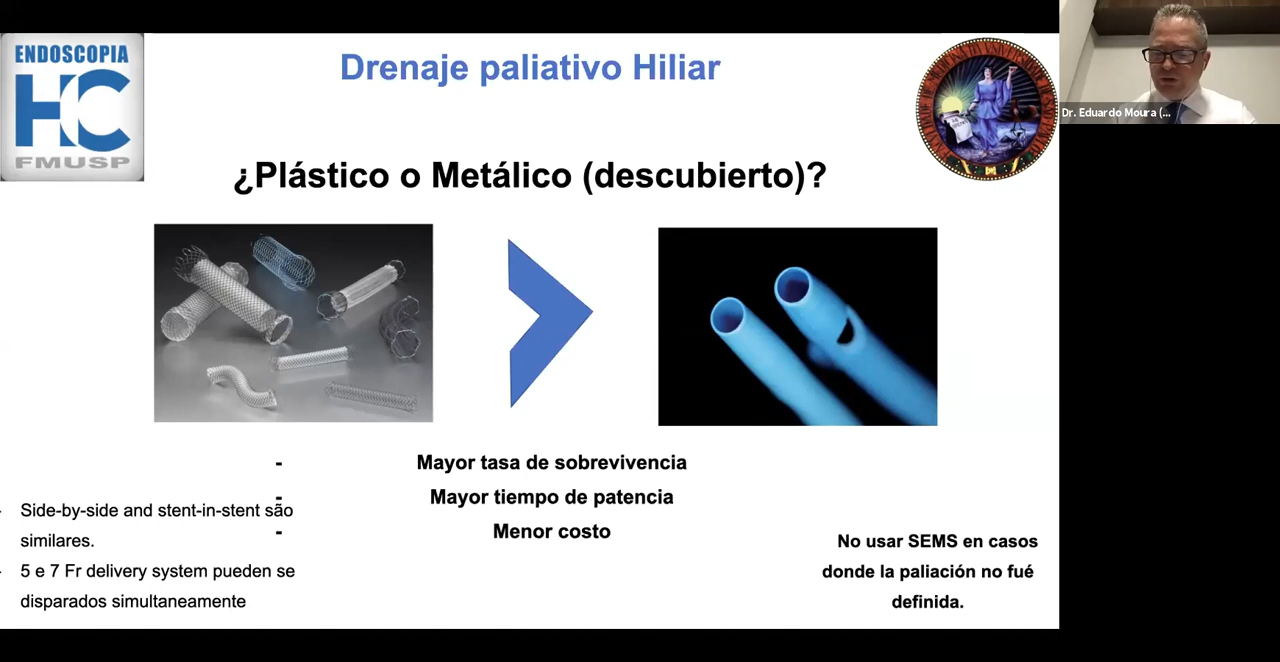 ENDOSCOPIA
HC
FMUSP
Drenaje paliativo Hiliar
Dr. Eduardo Moura (...
¿Plástico o Metálico (descubierto)?
- Mayor tasa de sobrevivencia
- Mayor tiempo de patencia
- Menor costo
- Side-by-side and stent-in-stent são
similares.
- 5 e 7 Fr delivery system pueden se
disparados simultaneamente
No usar SEMS en casos
donde la paliación no fué
definida.